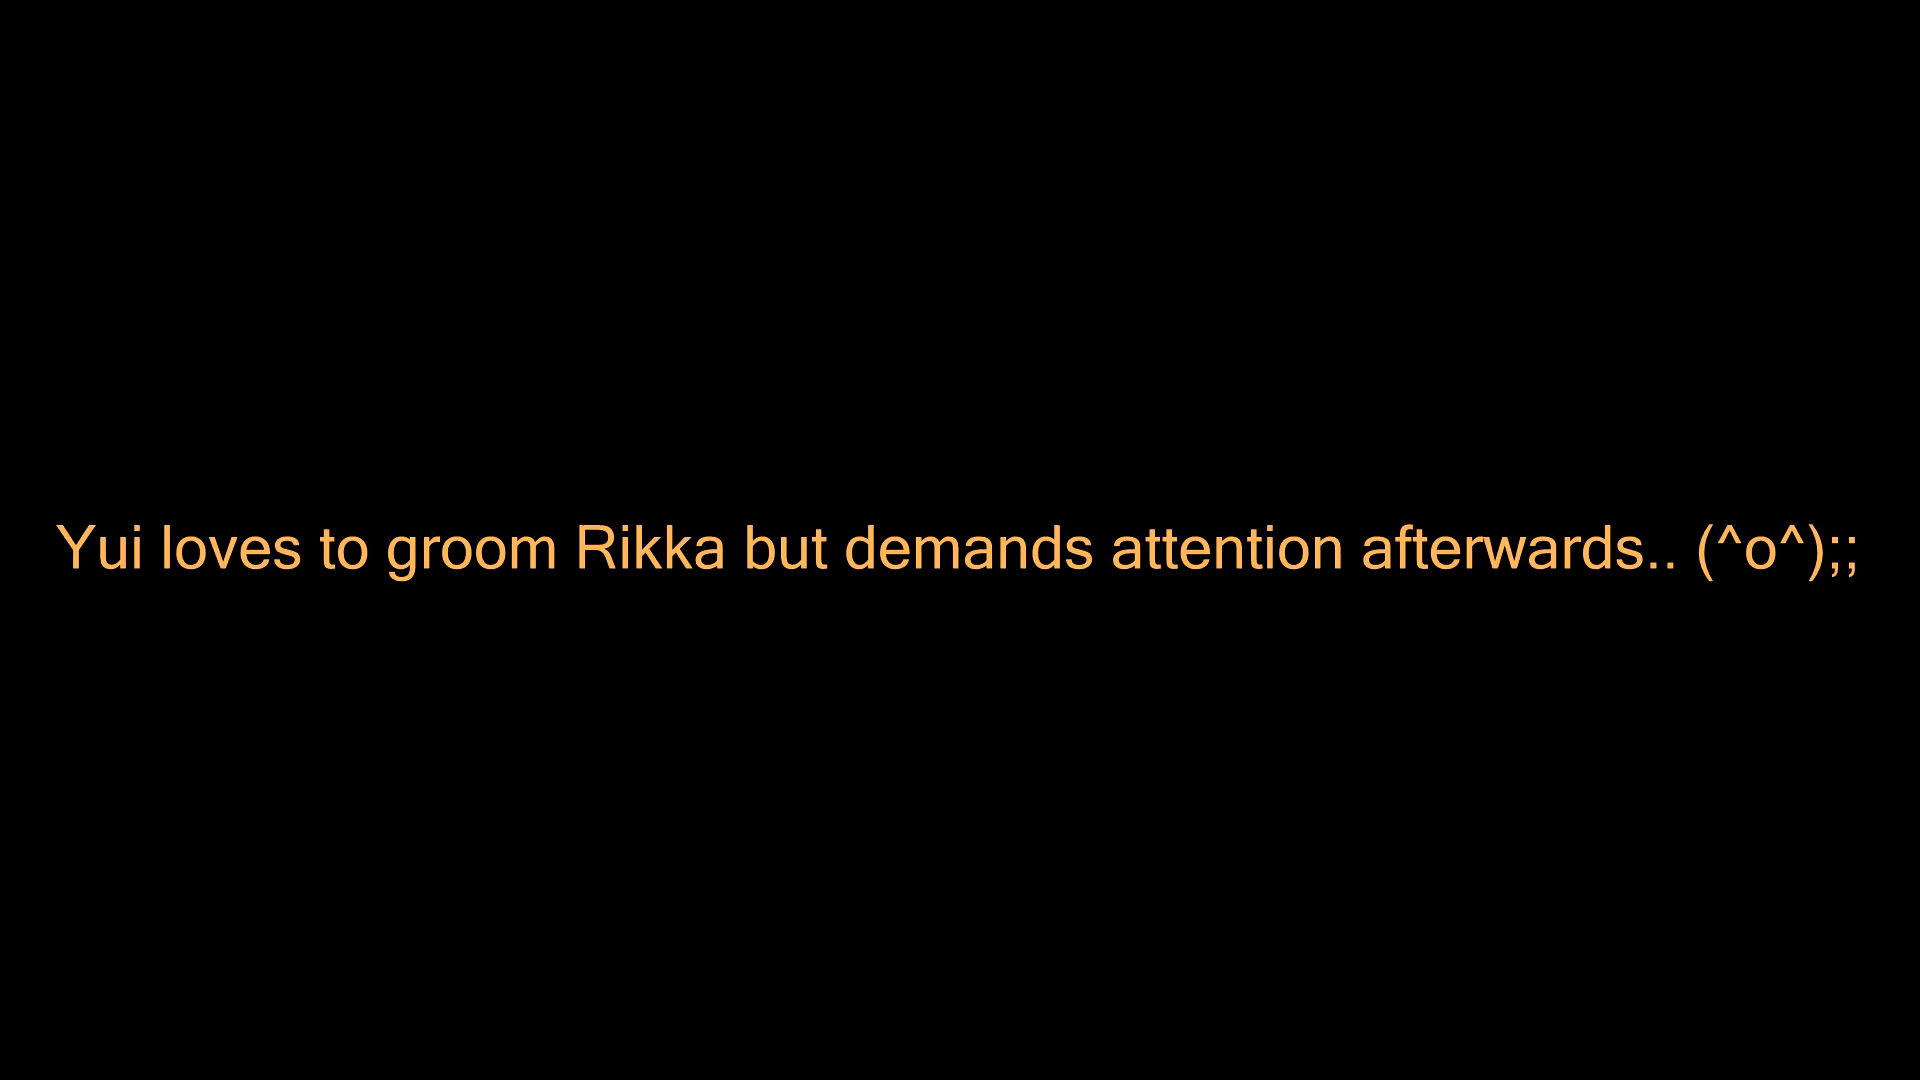 Yui loves to groom Rikka but demands attention afterwards.. (^o^);;